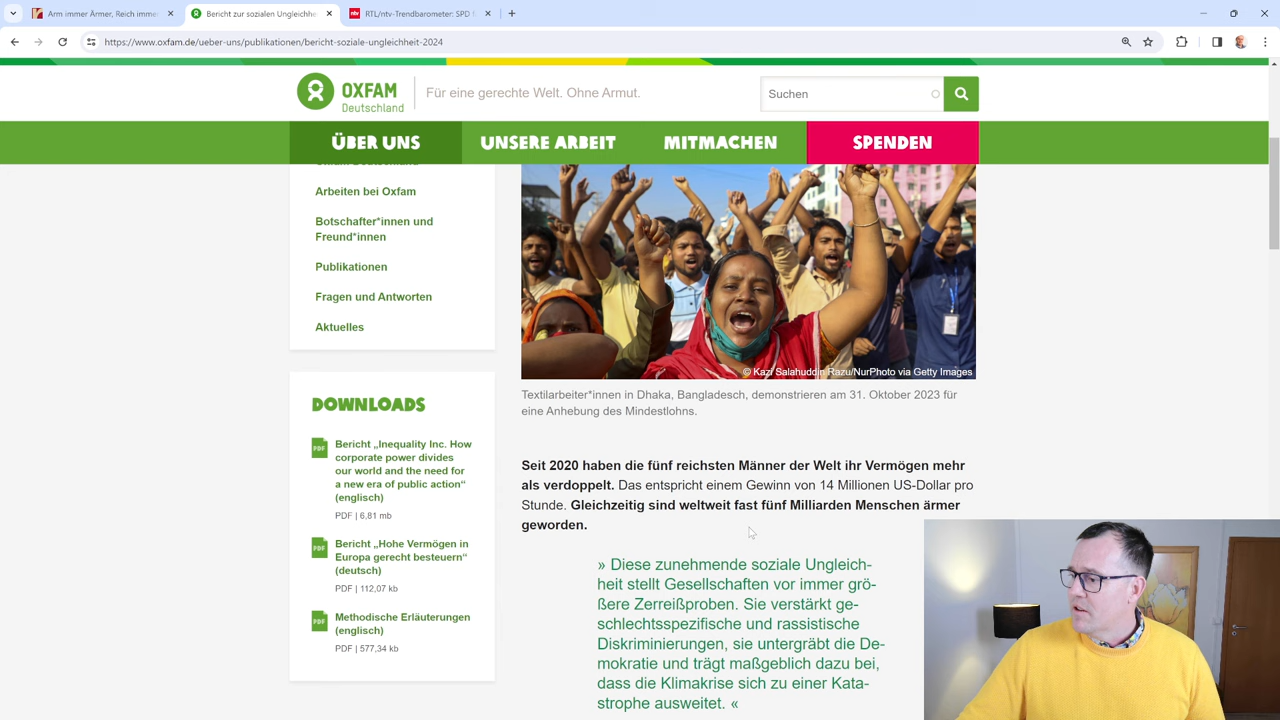 Arm immer Ärmer, Reich imme
Bericht zur sozialen Ungleichhe
RTL/ntv-Trendbarometer: SPD f
https://www.oxfam.de/ueber-uns/publikationen/bericht-soziale-ungleichheit-2024
OXFAM
Deutschland
Für eine gerechte Welt. Ohne Armut.
Suchen
ÜBER UNS
UNSERE ARBEIT
MITMACHEN
SPENDEN
Oxfam Deutschland
Arbeiten bei Oxfam
Botschafter*innen und
Freund*innen
Publikationen
Fragen und Antworten
Aktuelles
DOWNLOADS
PDF
Bericht „Inequality Inc. How
corporate power divides
our world and the need for
a new era of public action“
(englisch)
PDF | 6,81 mb
PDF
Bericht „Hohe Vermögen in
Europa gerecht besteuern“
(deutsch)
PDF | 112,07 kb
PDF
Methodische Erläuterungen
(englisch)
PDF | 577,34 kb
© Kazi Salahuddin Razu/NurPhoto via Getty Images
Textilarbeiter*innen in Dhaka, Bangladesch, demonstrieren am 31. Oktober 2023 für
eine Anhebung des Mindestlohns.
Seit 2020 haben die fünf reichsten Männer der Welt ihr Vermögen mehr
als verdoppelt. Das entspricht einem Gewinn von 14 Millionen US-Dollar pro
Stunde. Gleichzeitig sind weltweit fast fünf Milliarden Menschen ärmer
geworden.
» Diese zunehmende soziale Ungleich-
heit stellt Gesellschaften vor immer grö-
ßere Zerreißproben. Sie verstärkt ge-
schlechtsspezifische und rassistische
Diskriminierungen, sie untergräbt die De-
mokratie und trägt maßgeblich dazu bei,
dass die Klimakrise sich zu einer Kata-
strophe ausweitet. «